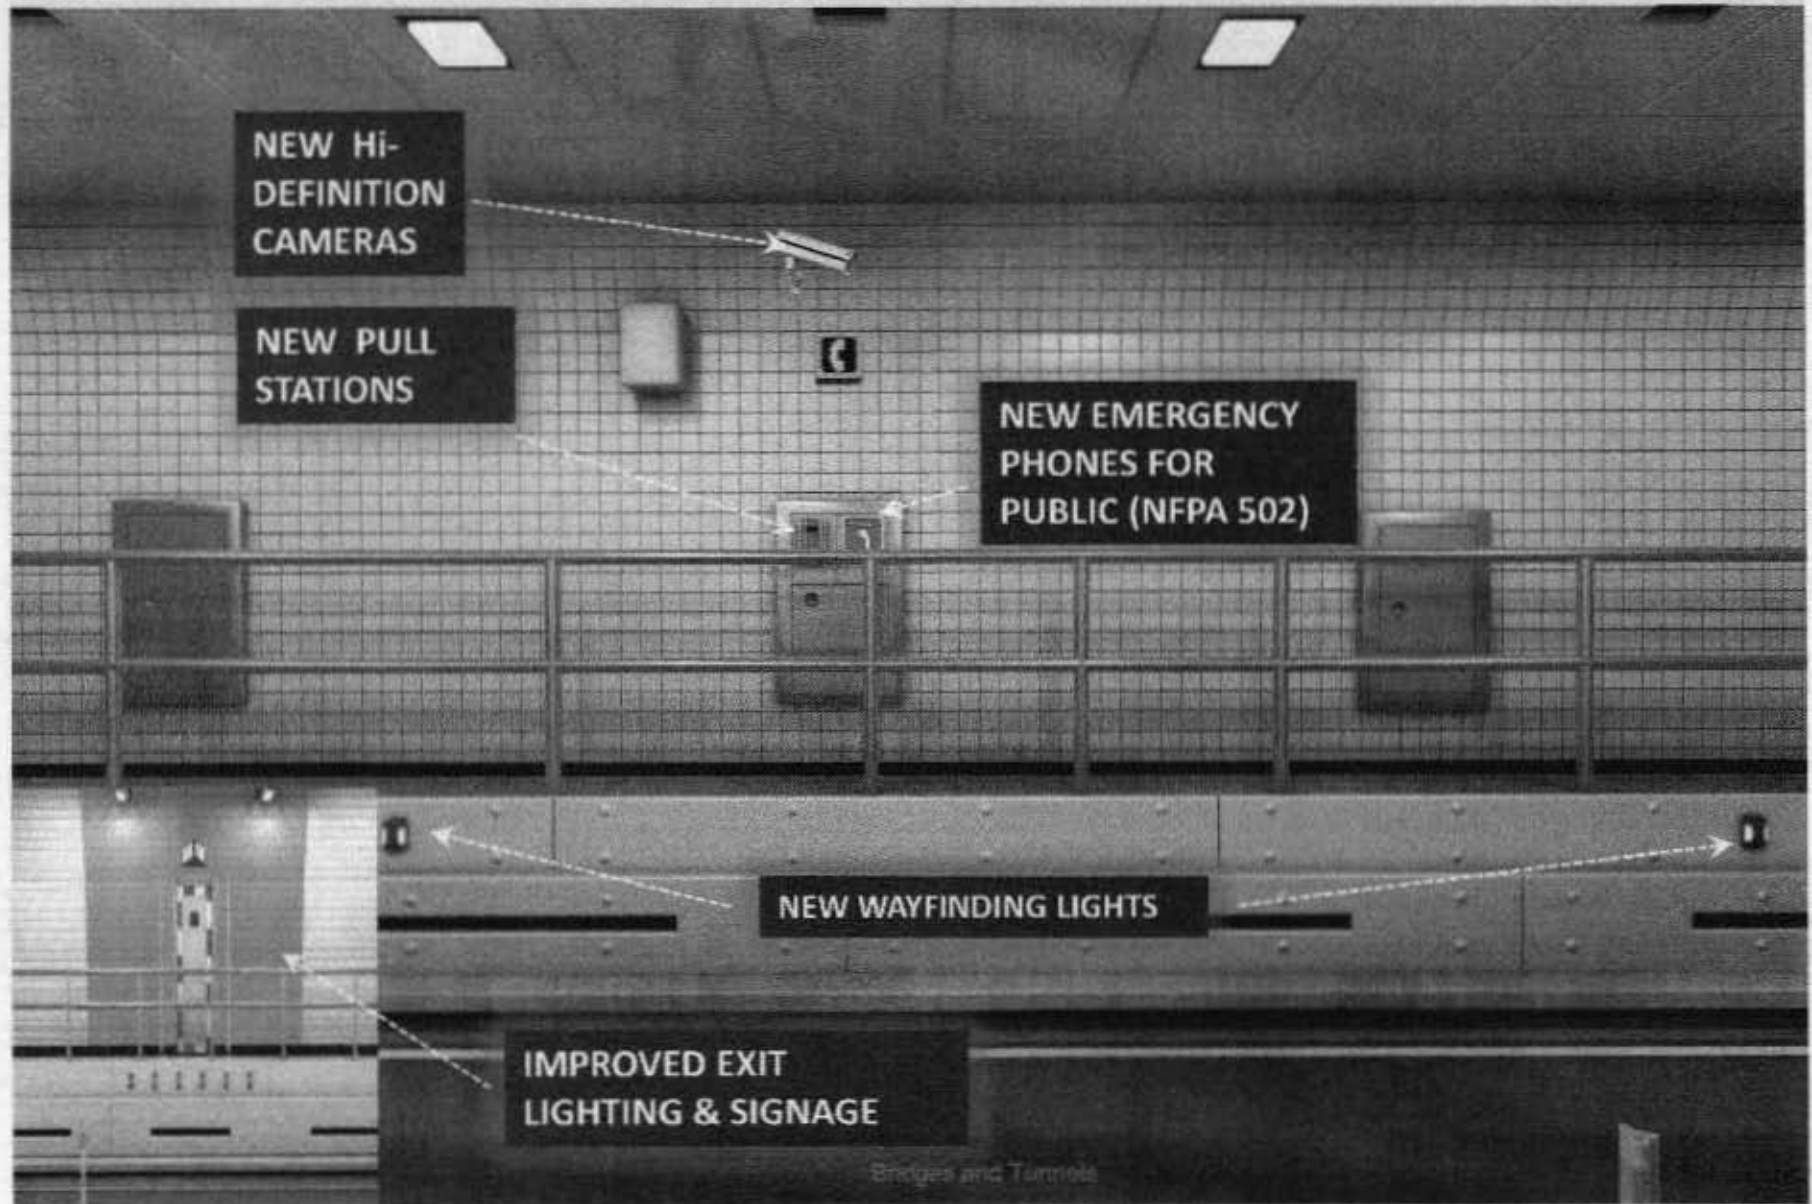 NEW Hi-
DEFINITION
CAMERAS
NEW PULL
STATIONS
NEW EMERGENCY
PHONES FOR
PUBLIC (NFPA 502)
NEW WAYFINDING LIGHTS
IMPROVED EXIT
LIGHTING & SIGNAGE
Bridges and Tunnels